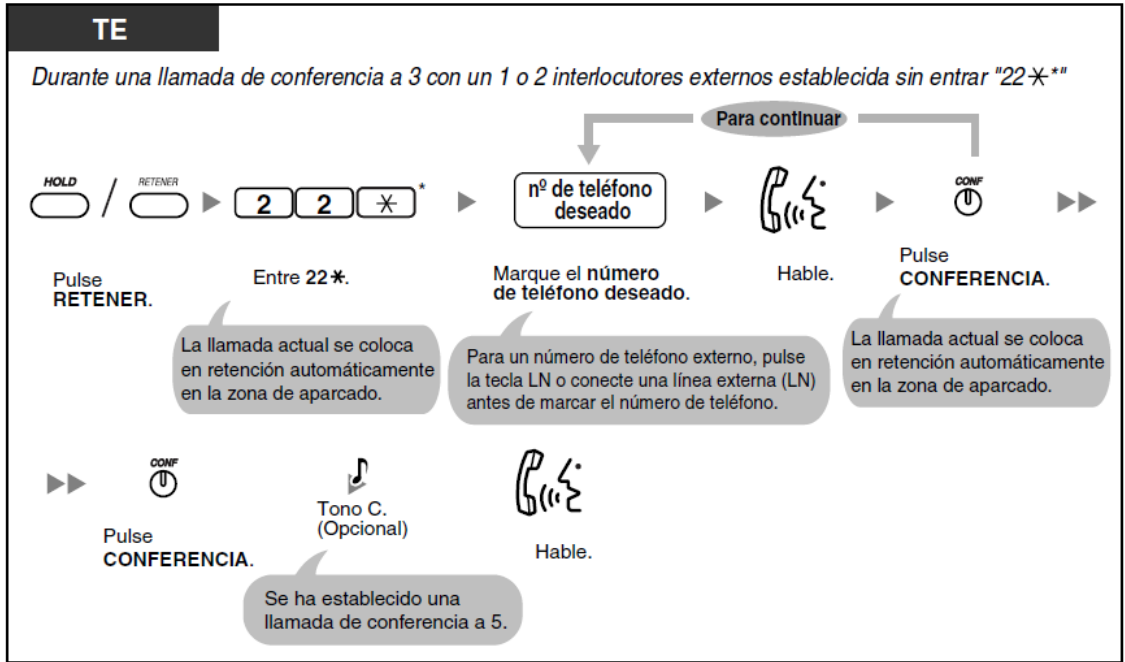 TE
Durante una llamada de conferencia a 3 con un 1 o 2 interlocutores externos establecida sin entrar "22✳*"
Para continuar
HOLD
/
RETENER
2 2 ✳ *
nº de teléfono
deseado
CONF
Pulse
RETENER.
Entre 22✳.
Marque el número
de teléfono deseado.
Hable.
Pulse
CONFERENCIA.
La llamada actual se coloca
en retención automáticamente
en la zona de aparcado.
Para un número de teléfono externo, pulse
la tecla LN o conecte una línea externa (LN)
antes de marcar el número de teléfono.
La llamada actual se coloca
en retención automáticamente
en la zona de aparcado.
CONF
Pulse
CONFERENCIA.
Tono C.
(Opcional)
Hable.
Se ha establecido una
llamada de conferencia a 5.